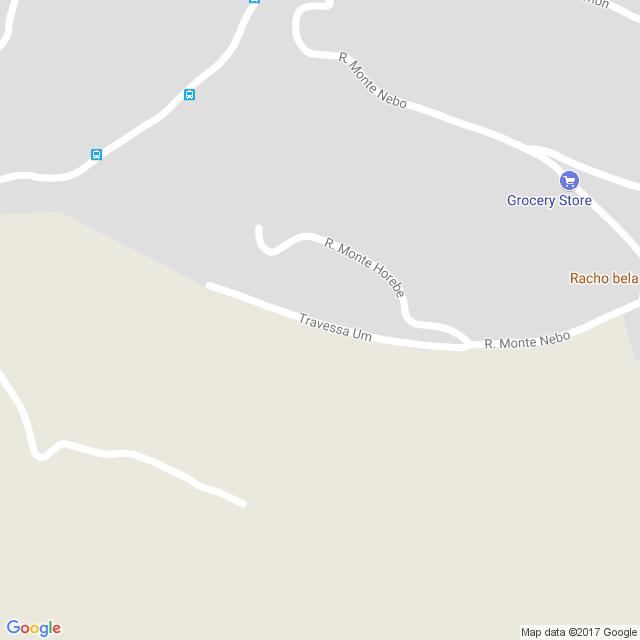 R. Monte Nebo
Grocery Store
R. Monte Horebe
Racho bela
Travessa Um
R. Monte Nebo
Google
Map data ©2017 Google